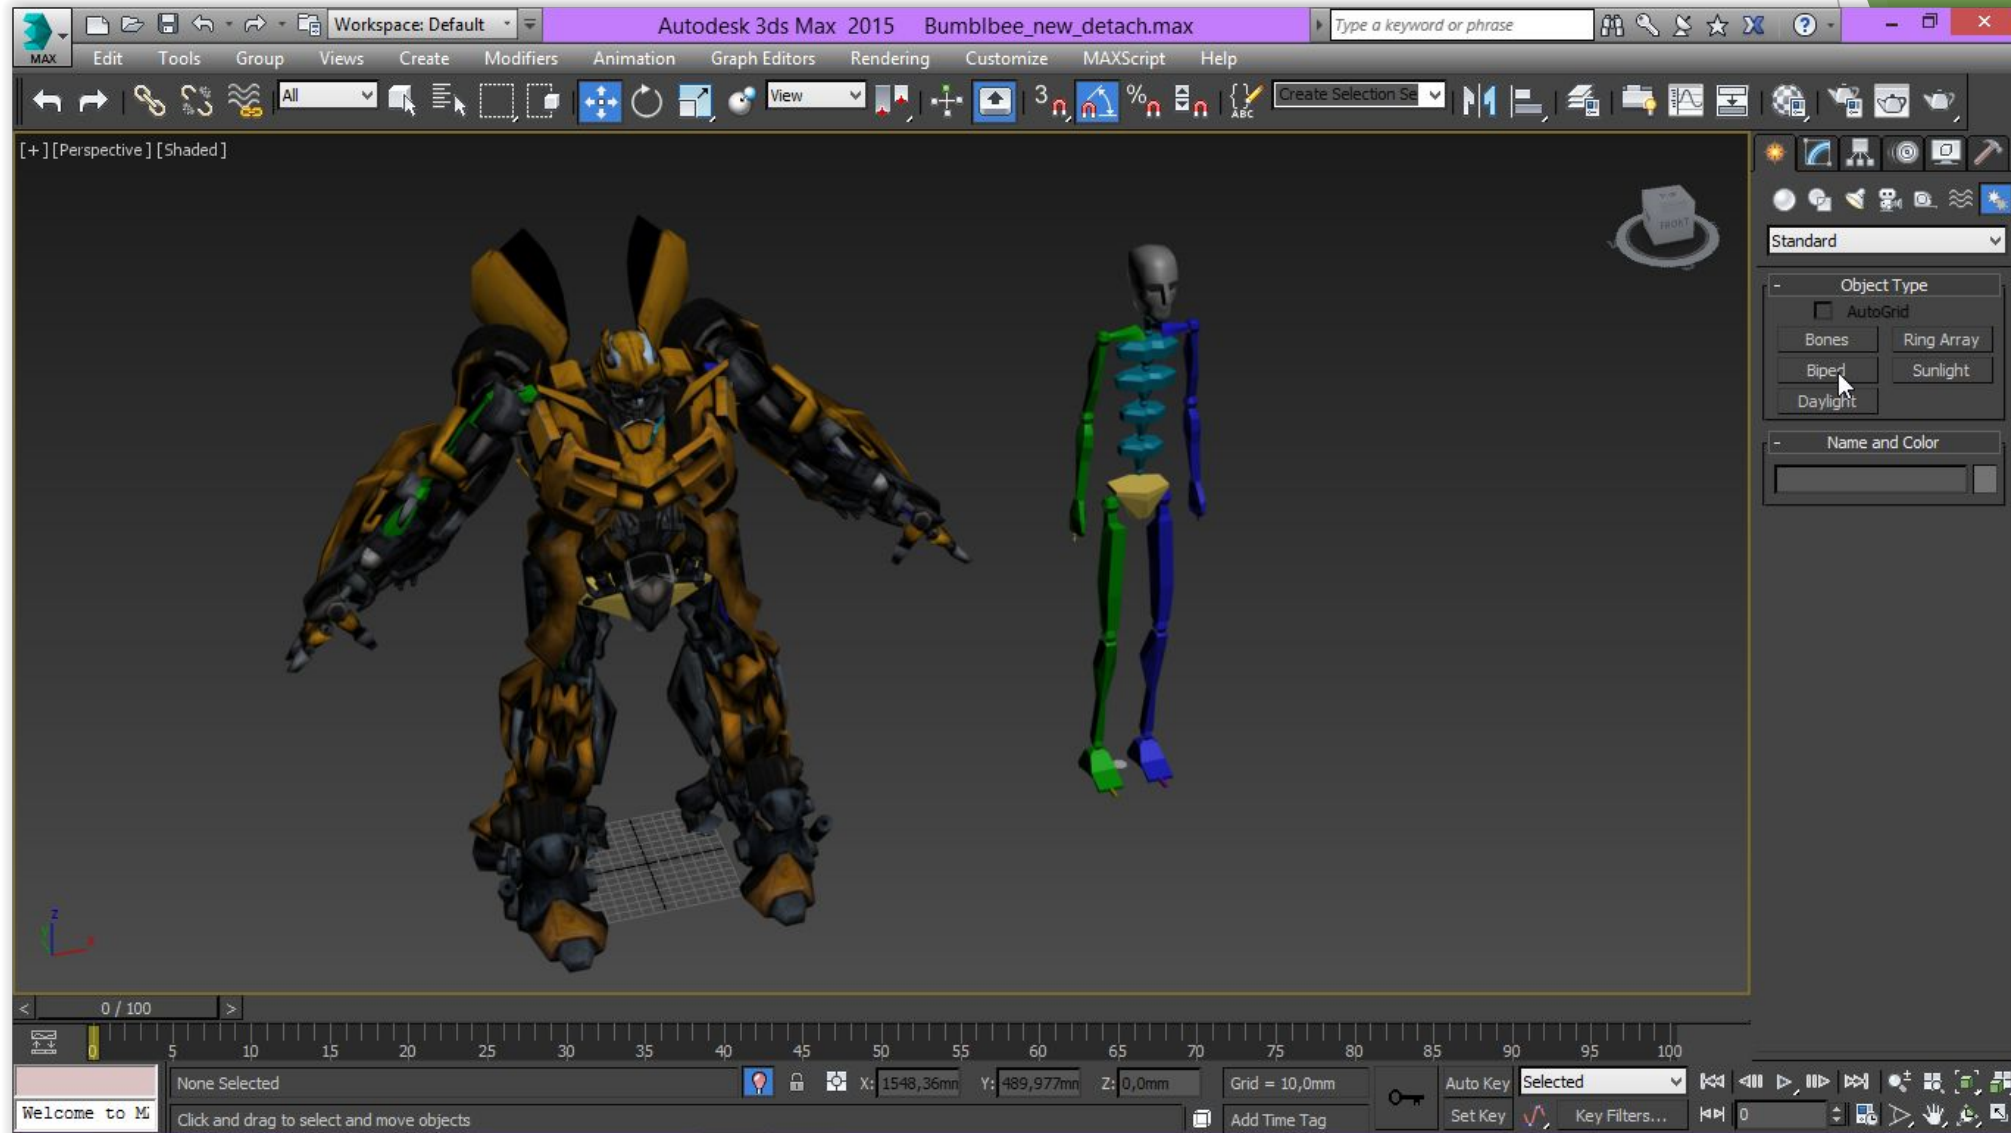 Workspace: Default
Autodesk 3ds Max 2015 Bumblbee_new_detach.max
Type a keyword or phrase
MAX
Edit Tools Group Views Create Modifiers Animation Graph Editors Rendering Customize MAXScript Help
All
View
3
%
ABC
Create Selection Se
[+] [Perspective] [Shaded]
FRONT
Standard
- Object Type
AutoGrid
Bones Ring Array
Biped Sunlight
Daylight
- Name and Color
z
x
< 0 / 100 >
0 5 10 15 20 25 30 35 40 45 50 55 60 65 70 75 80 85 90 95 100
None Selected
X: 1548,36mm Y: 489,977mm Z: 0,0mm
Grid = 10,0mm
Auto Key Selected
Welcome to M
Click and drag to select and move objects
Add Time Tag
Set Key Key Filters... 0